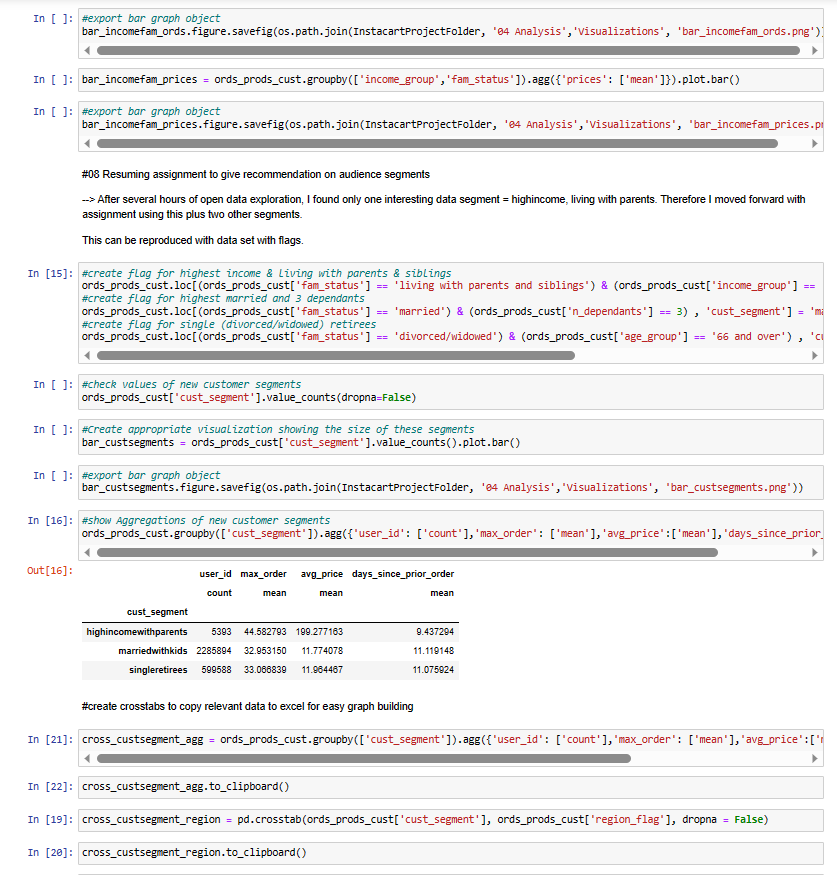 In [ ]: #export bar graph object
bar_incomefam_ords.figure.savefig(os.path.join(InstacartProjectFolder, '04 Analysis','Visualizations', 'bar_incomefam_ords.png'))
In [ ]: bar_incomefam_prices = ords_prods_cust.groupby(['income_group','fam_status']).agg({'prices': ['mean']}).plot.bar()
In [ ]: #export bar graph object
bar_incomefam_prices.figure.savefig(os.path.join(InstacartProjectFolder, '04 Analysis','Visualizations', 'bar_incomefam_prices.pn
#08 Resuming assignment to give recommendation on audience segments
--> After several hours of open data exploration, I found only one interesting data segment = highincome, living with parents. Therefore I moved forward with
assignment using this plus two other segments.
This can be reproduced with data set with flags.
In [15]: #create flag for highest income & living with parents & siblings
ords_prods_cust.loc[(ords_prods_cust['fam_status'] == 'living with parents and siblings') & (ords_prods_cust['income_group'] ==
#create flag for highest married and 3 dependants
ords_prods_cust.loc[(ords_prods_cust['fam_status'] == 'married') & (ords_prods_cust['n_dependants'] == 3) , 'cust_segment'] = 'ma
#create flag for single (divorced/widowed) retirees
ords_prods_cust.loc[(ords_prods_cust['fam_status'] == 'divorced/widowed') & (ords_prods_cust['age_group'] == '66 and over') , 'cu
In [ ]: #check values of new customer segments
ords_prods_cust['cust_segment'].value_counts(dropna=False)
In [ ]: #Create appropriate visualization showing the size of these segments
bar_custsegments = ords_prods_cust['cust_segment'].value_counts().plot.bar()
In [ ]: #export bar graph object
bar_custsegments.figure.savefig(os.path.join(InstacartProjectFolder, '04 Analysis','Visualizations', 'bar_custsegments.png'))
In [16]: #show Aggregations of new customer segments
ords_prods_cust.groupby(['cust_segment']).agg({'user_id': ['count'],'max_order': ['mean'],'avg_price':['mean'],'days_since_prior_
Out[16]:
user_id max_order avg_price days_since_prior_order
count mean mean mean
cust_segment
highincomewithparents 5393 44.582793 199.277163 9.437294
marriedwithkids 2285894 32.953150 11.774078 11.119148
singleretirees 599588 33.066839 11.964467 11.075924
#create crosstabs to copy relevant data to excel for easy graph building
In [21]: cross_custsegment_agg = ords_prods_cust.groupby(['cust_segment']).agg({'user_id': ['count'],'max_order': ['mean'],'avg_price':['m
In [22]: cross_custsegment_agg.to_clipboard()
In [19]: cross_custsegment_region = pd.crosstab(ords_prods_cust['cust_segment'], ords_prods_cust['region_flag'], dropna = False)
In [20]: cross_custsegment_region.to_clipboard()